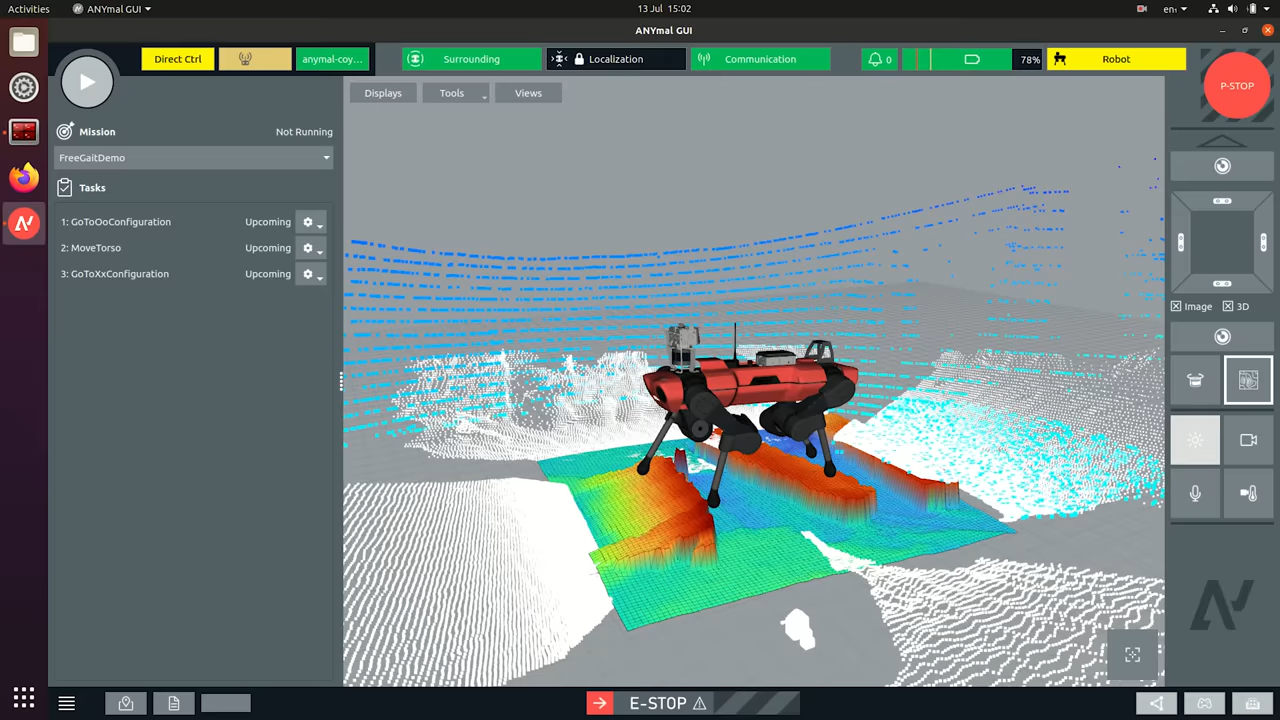 Activities
ANYmal GUI
13 Jul 15:02
en
ANYmal GUI
Direct Ctrl
anymal-coy...
Surrounding
Localization
Communication
0
78%
Robot
P-STOP
Displays
Tools
Views
Mission
Not Running
FreeGaitDemo
Tasks
1: GoToOoConfiguration Upcoming
2: MoveTorso Upcoming
3: GoToXxConfiguration Upcoming
Image
3D
E-STOP